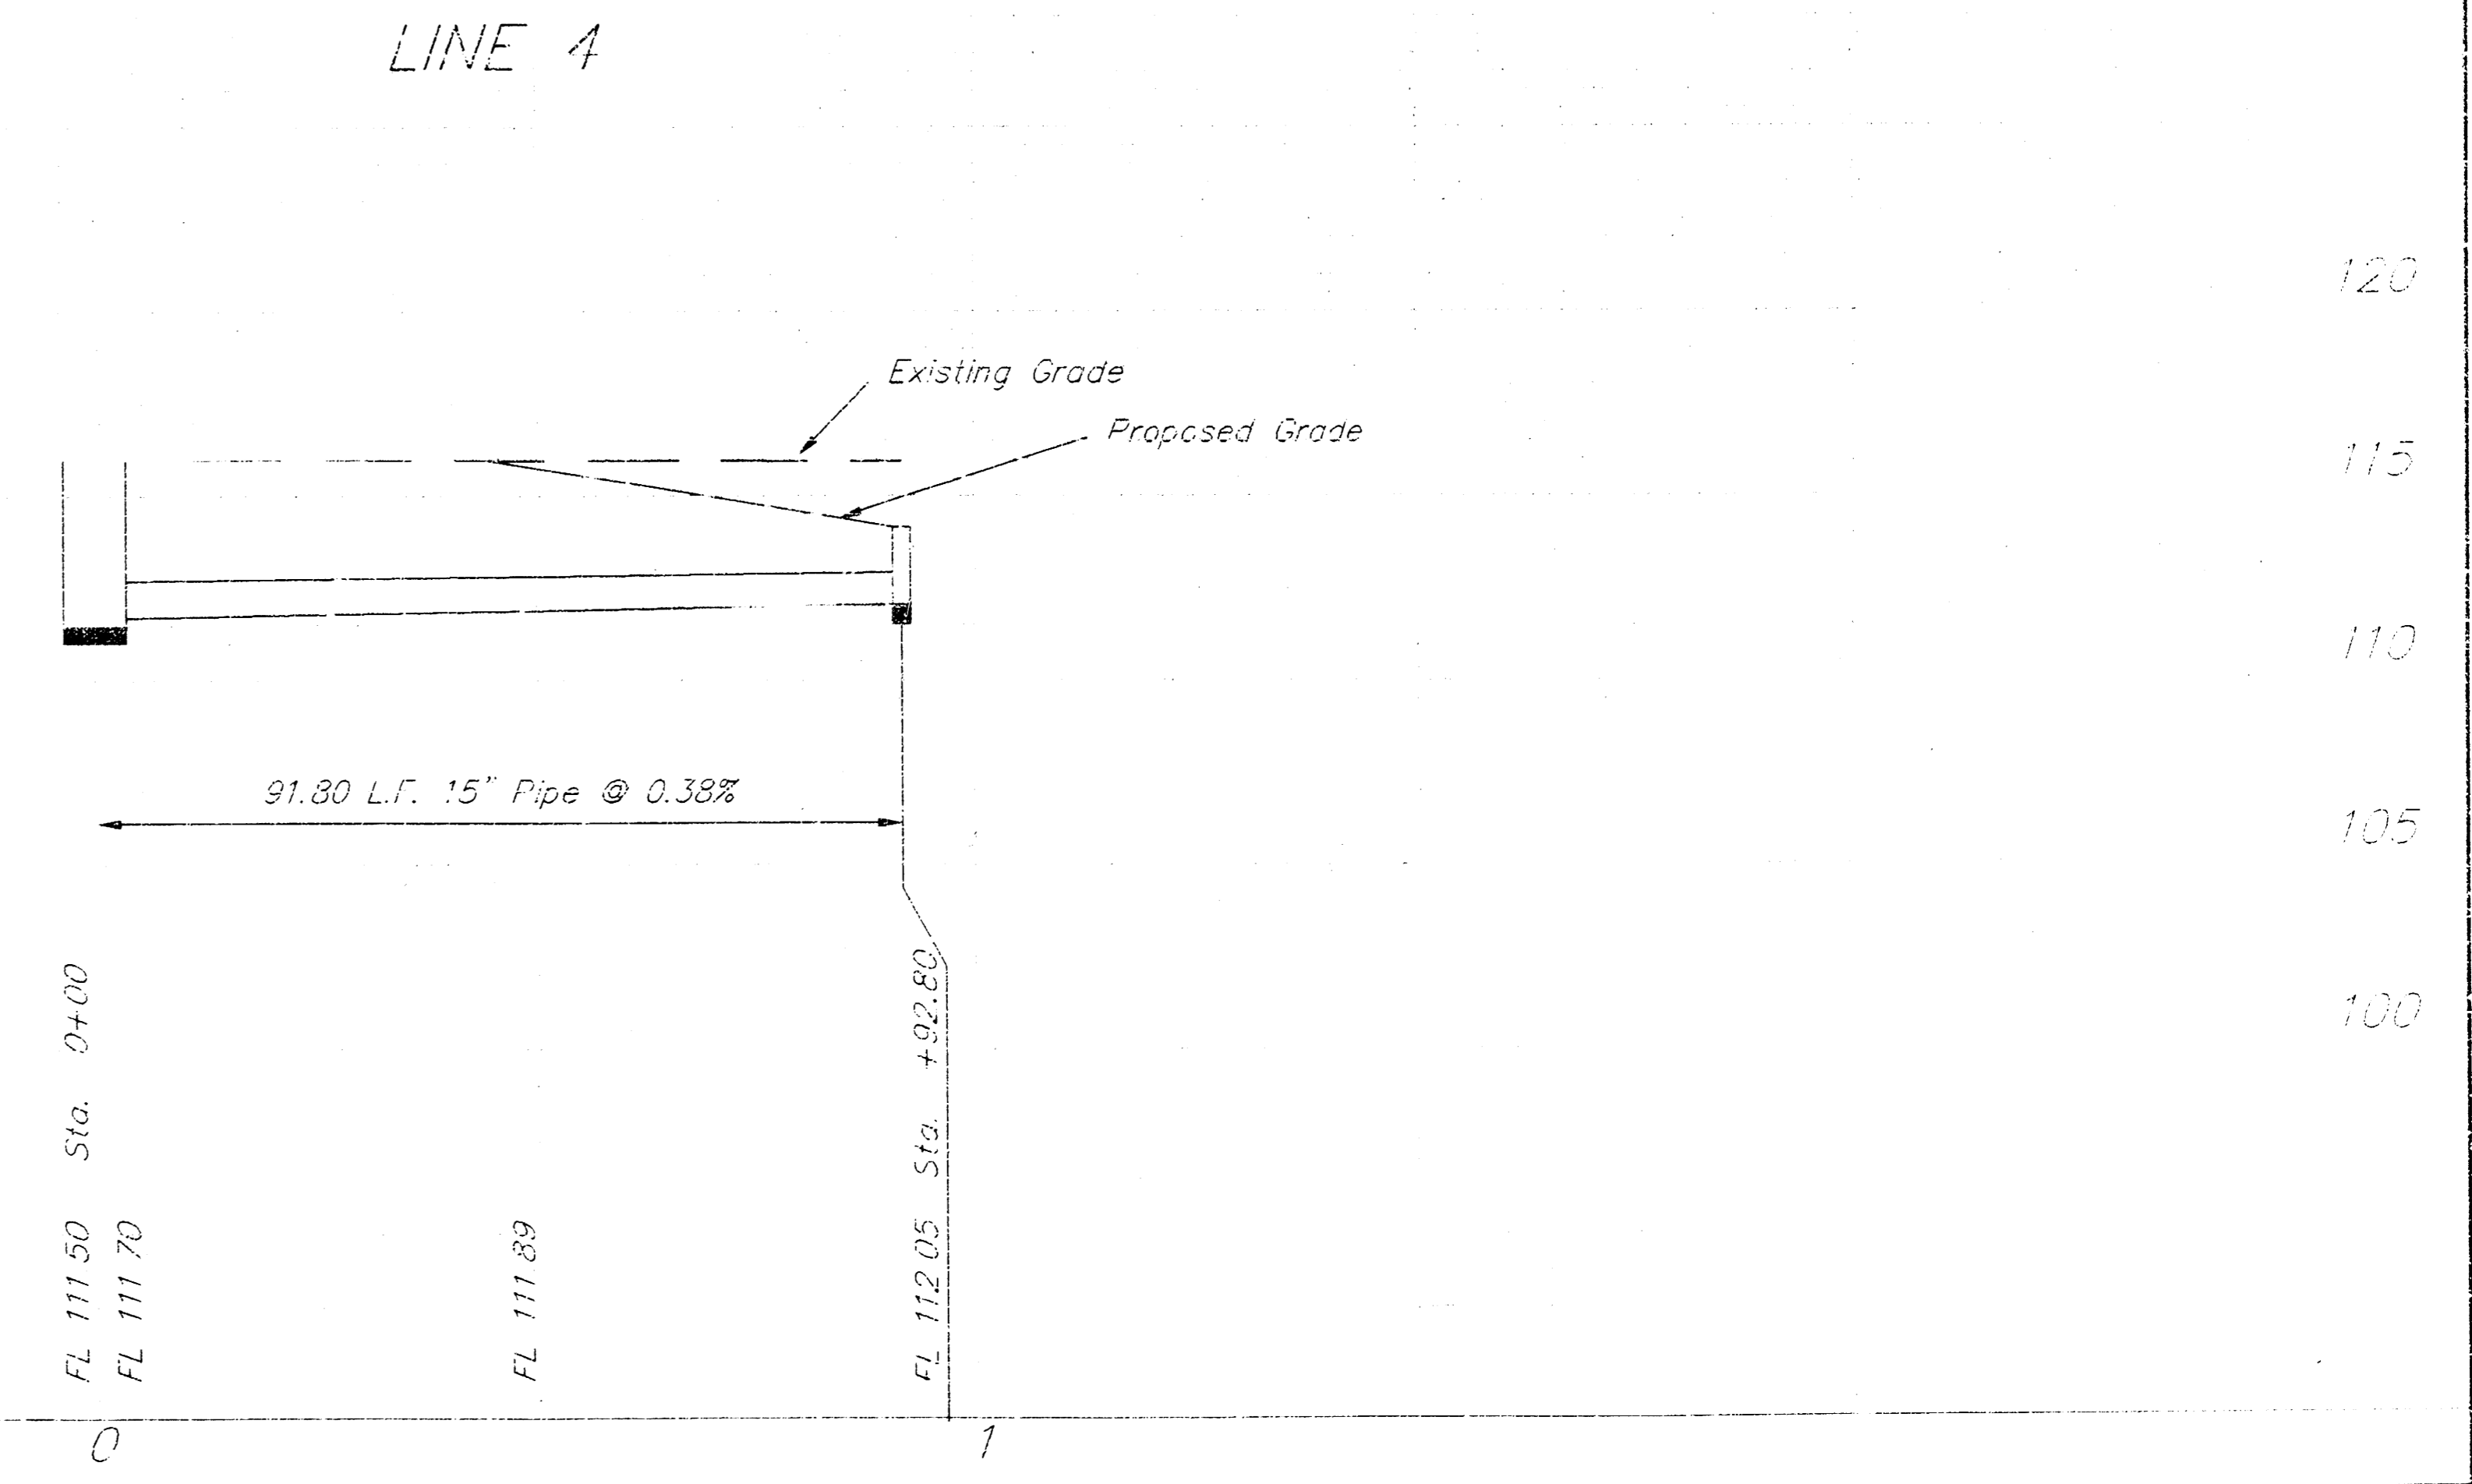 LINE 4
120
Existing Grade
Proposed Grade
115
110
91.80 L.F. 15" Pipe @ 0.38%
105
100
FL 111 50 Sta. 0+00
FL 111 70
FL 111.89
FL 112 05 Sta. +92.80
0
1